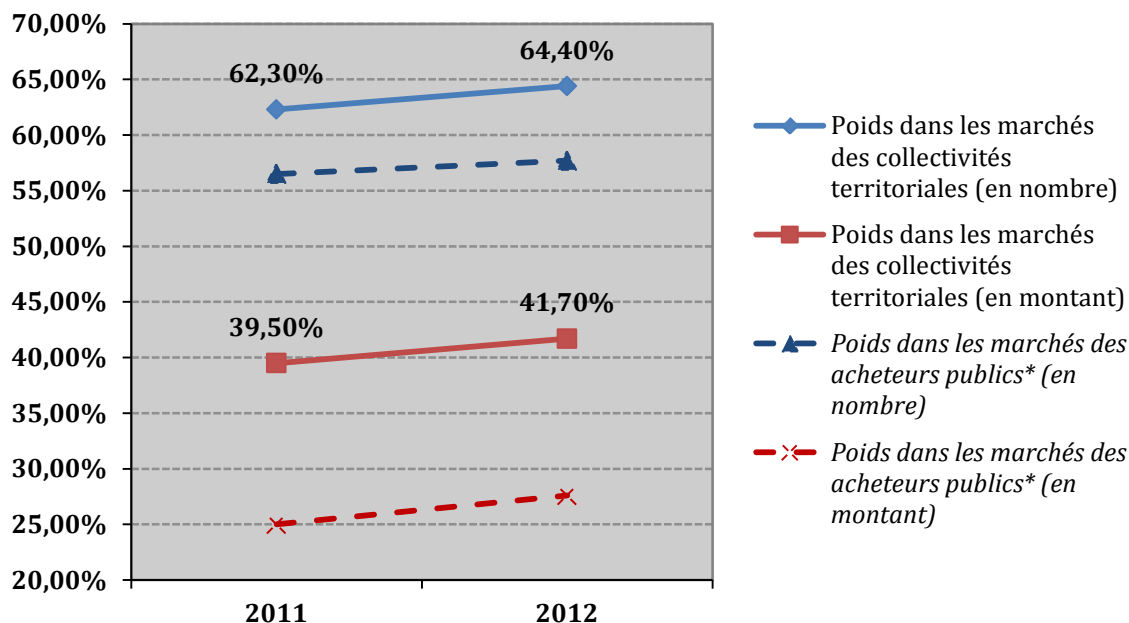 70,00%
65,00%
60,00%
55,00%
50,00%
45,00%
40,00%
35,00%
30,00%
25,00%
20,00%
62,30%
64,40%
39,50%
41,70%
2011
2012
Poids dans les marchés
des collectivités
territoriales (en nombre)
Poids dans les marchés
des collectivités
territoriales (en montant)
Poids dans les marchés des
acheteurs publics* (en
nombre)
Poids dans les marchés des
acheteurs publics* (en
montant)